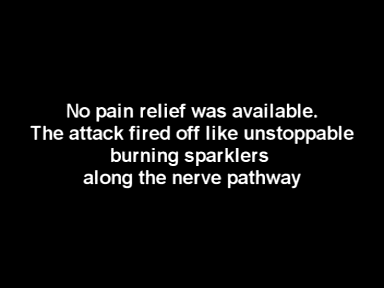 No pain relief was available.
The attack fired off like unstoppable
burning sparklers
along the nerve pathway